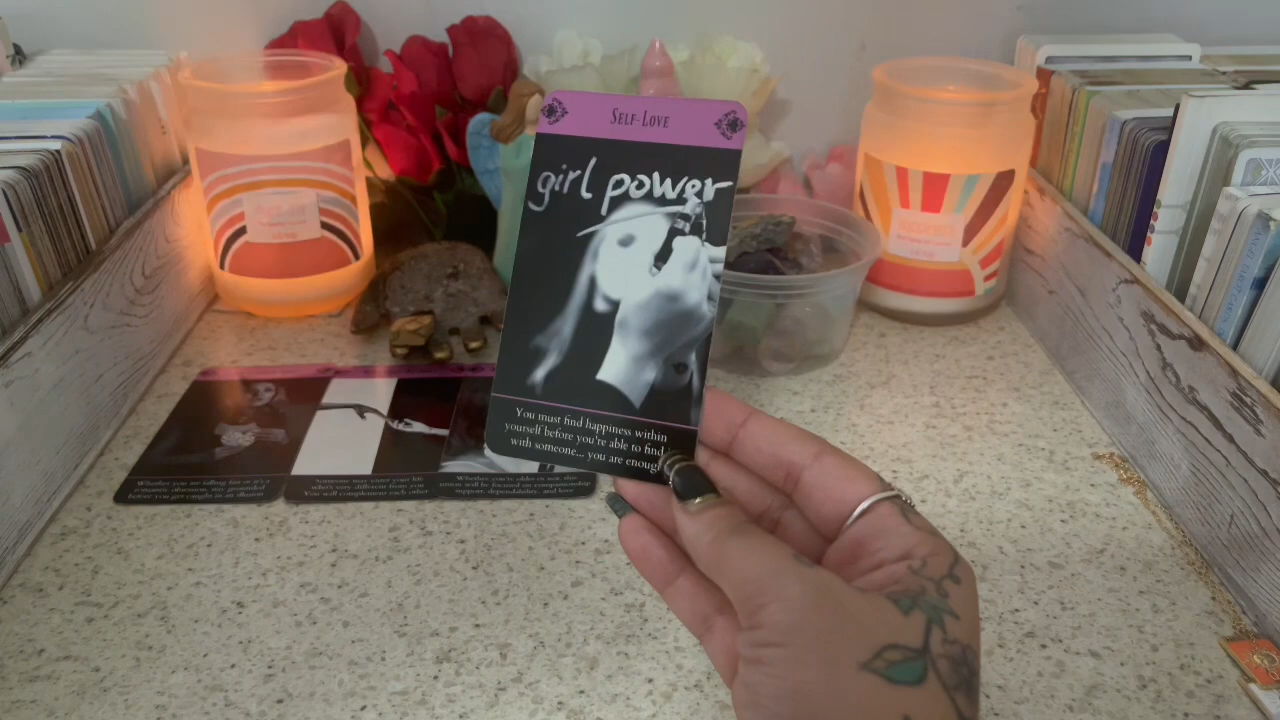 Self-Love
girl power
You must find happiness within
yourself before you're able to find
with someone... you are enough
Whether you are falling fast or it's a
romantic obsession, stay grounded
before you get caught in an illusion
Someone may enter your life
who's very different from you
You will complement each other
Whether you're older or not, this
union will be focused on companionship
support, dependability, and love